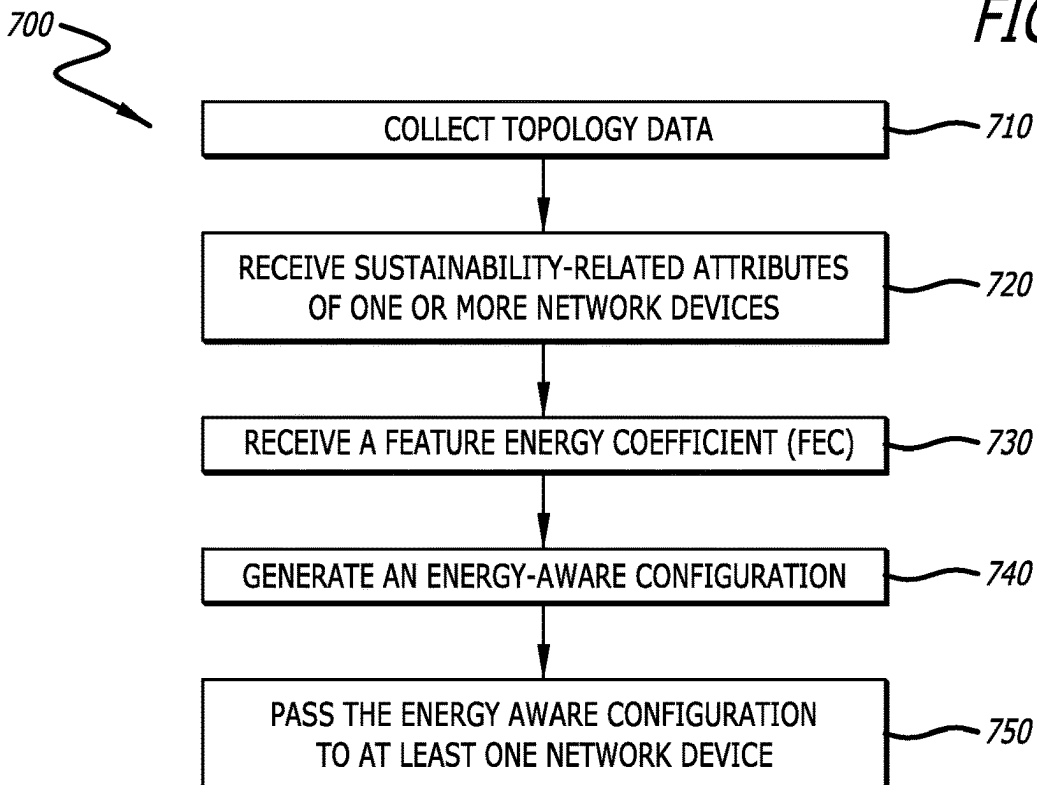 700
COLLECT TOPOLOGY DATA
710
RECEIVE SUSTAINABILITY-RELATED ATTRIBUTES
OF ONE OR MORE NETWORK DEVICES
720
RECEIVE A FEATURE ENERGY COEFFICIENT (FEC)
730
GENERATE AN ENERGY-AWARE CONFIGURATION
740
PASS THE ENERGY AWARE CONFIGURATION
TO AT LEAST ONE NETWORK DEVICE
750